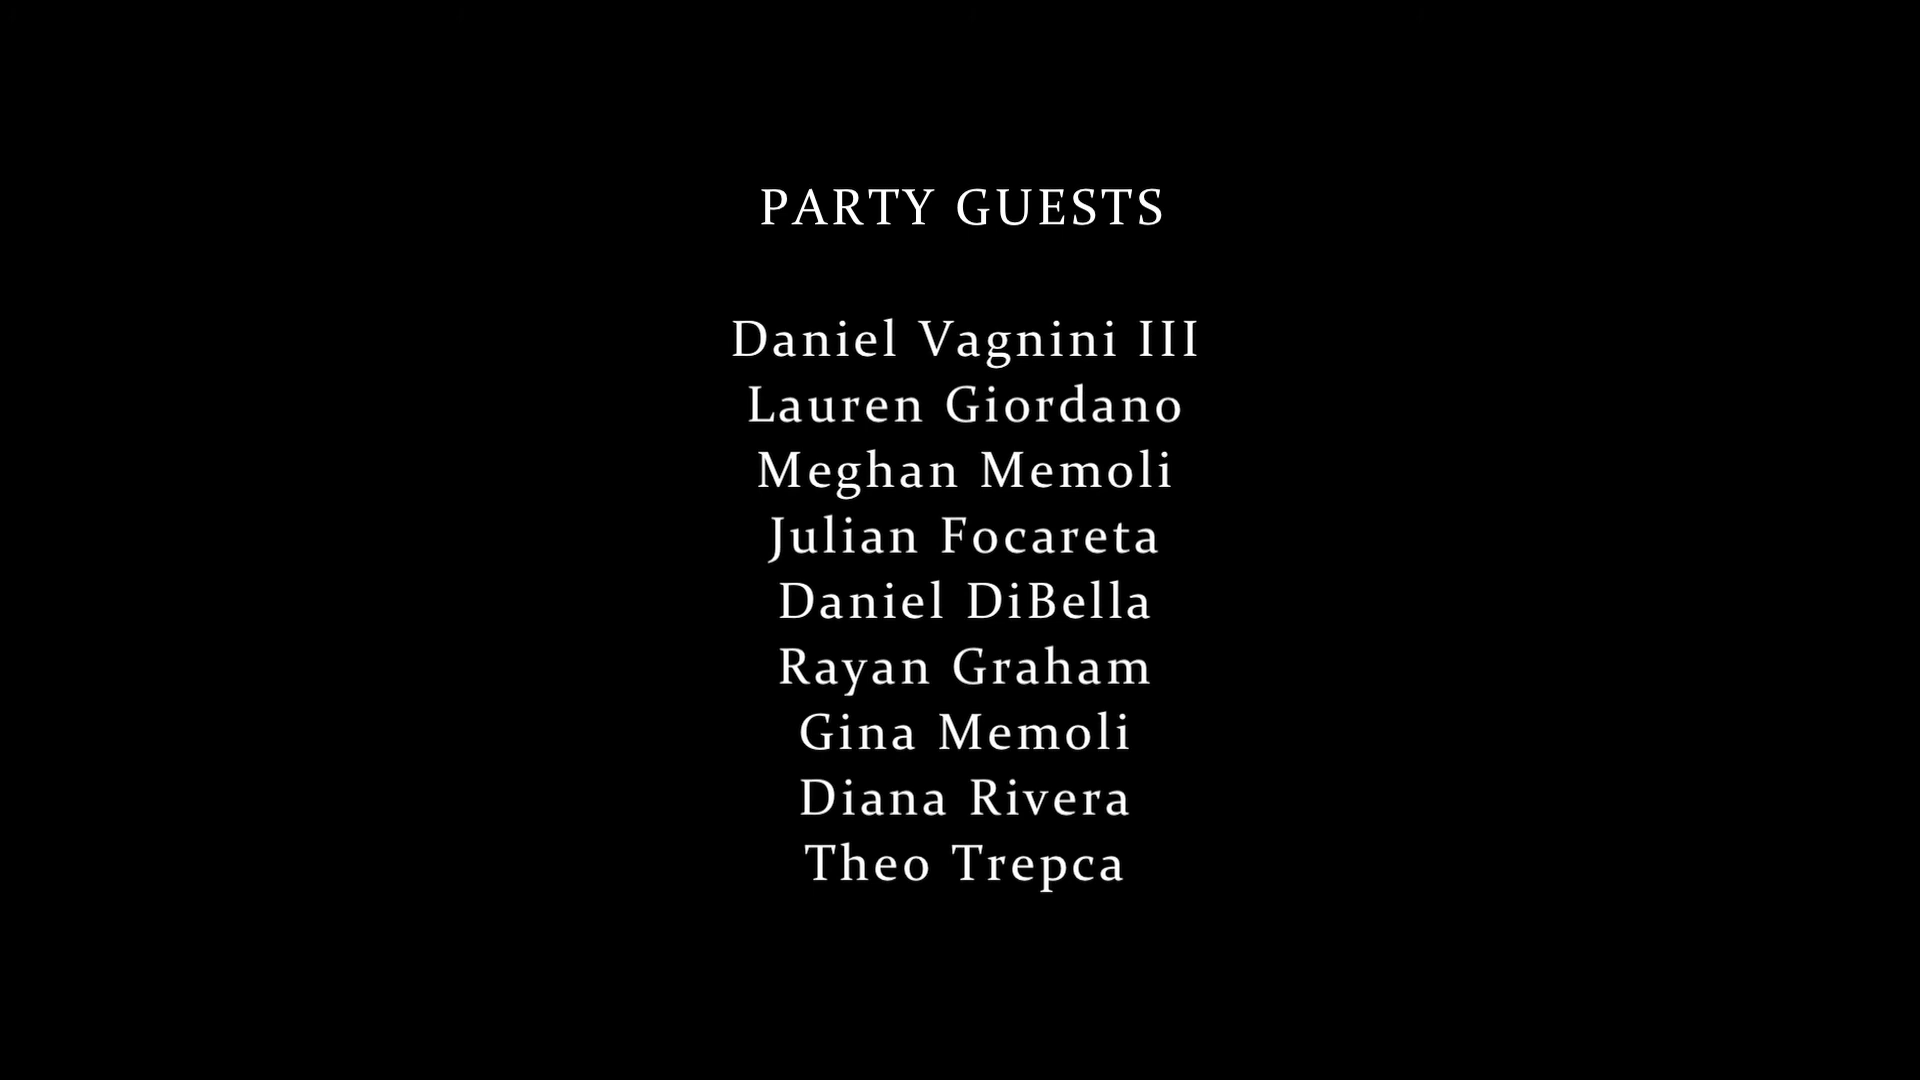 PARTY GUESTS
Daniel Vagnini III
Lauren Giordano
Meghan Memoli
Julian Focareta
Daniel DiBella
Rayan Graham
Gina Memoli
Diana Rivera
Theo Trepca